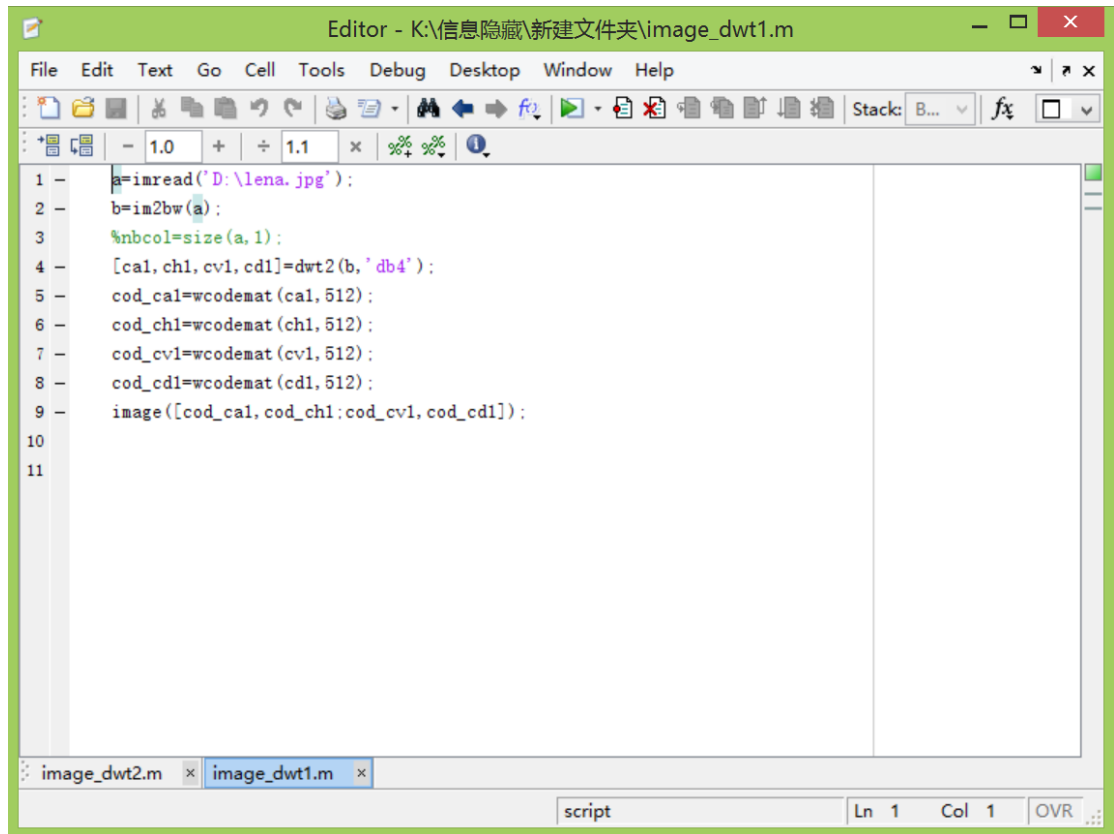 Editor - K:\信息隐藏\新建文件夹\image_dwt1.m
File Edit Text Go Cell Tools Debug Desktop Window Help
Stack: B... fx
− 1.0 + ÷ 1.1 ×
1 − a=imread('D:\lena.jpg');
2 − b=im2bw(a);
3 %nbcol=size(a,1);
4 − [ca1,ch1,cv1,cd1]=dwt2(b,'db4');
5 − cod_ca1=wcodemat(ca1,512);
6 − cod_ch1=wcodemat(ch1,512);
7 − cod_cv1=wcodemat(cv1,512);
8 − cod_cd1=wcodemat(cd1,512);
9 − image([cod_ca1,cod_ch1;cod_cv1,cod_cd1]);
10
11
image_dwt2.m × image_dwt1.m ×
script Ln 1 Col 1 OVR